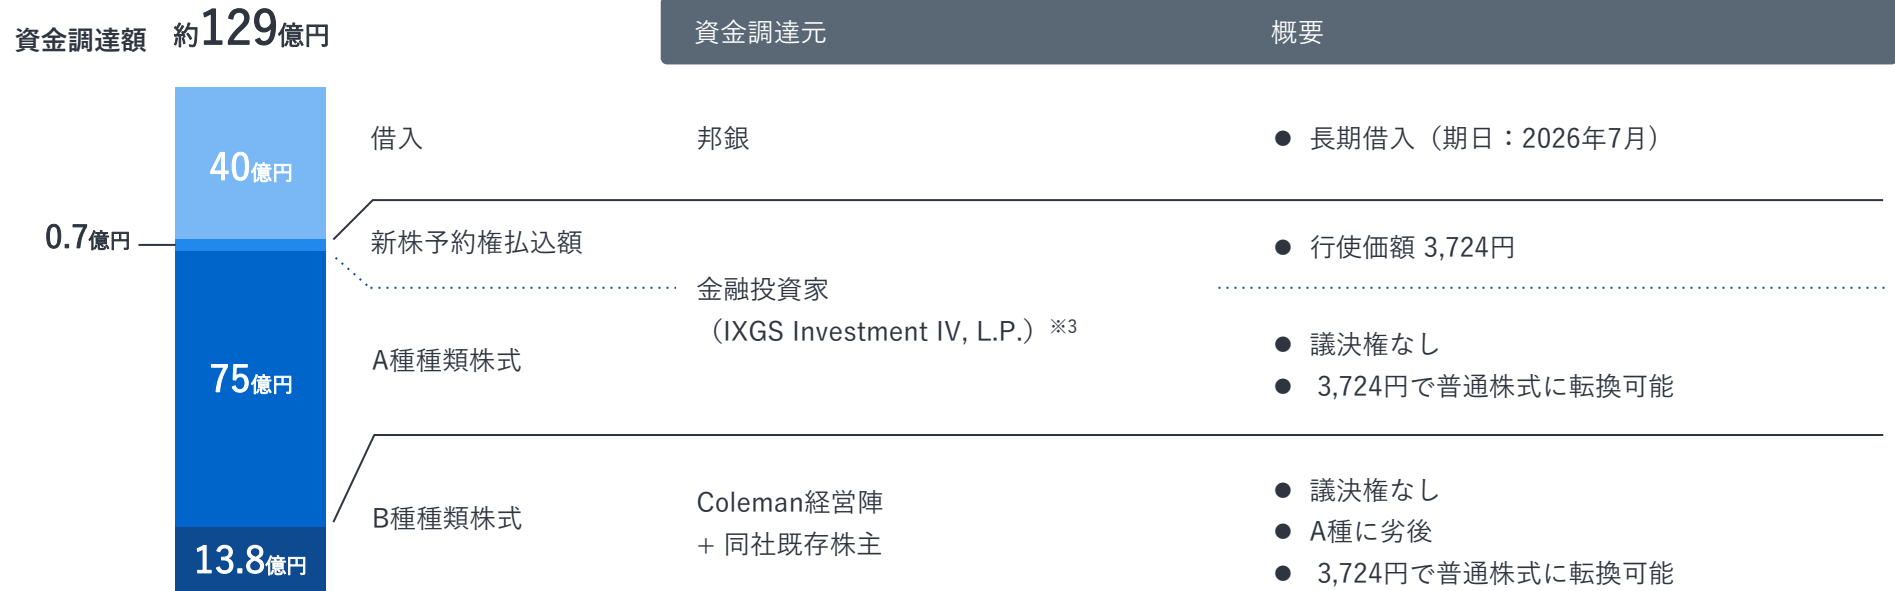 資金調達額 約129億円
資金調達元 概要
40億円 借入 邦銀 ● 長期借入（期日：2026年7月）
0.7億円 新株予約権払込額 ● 行使価額 3,724円
金融投資家
（IXGS Investment IV, L.P.）※3
75億円 A種種類株式 ● 議決権なし
● 3,724円で普通株式に転換可能
13.8億円 B種種類株式 Coleman経営陣
+ 同社既存株主
● 議決権なし
● A種に劣後
● 3,724円で普通株式に転換可能